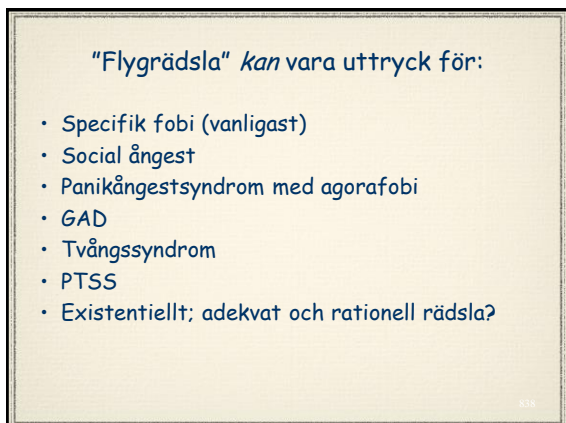 "Flygrädsla" kan vara uttryck för:
• Specifik fobi (vanligast)
• Social ångest
• Panikångestsyndrom med agorafobi
• GAD
• Tvångssyndrom
• PTSS
• Existentiellt; adekvat och rationell rädsla?